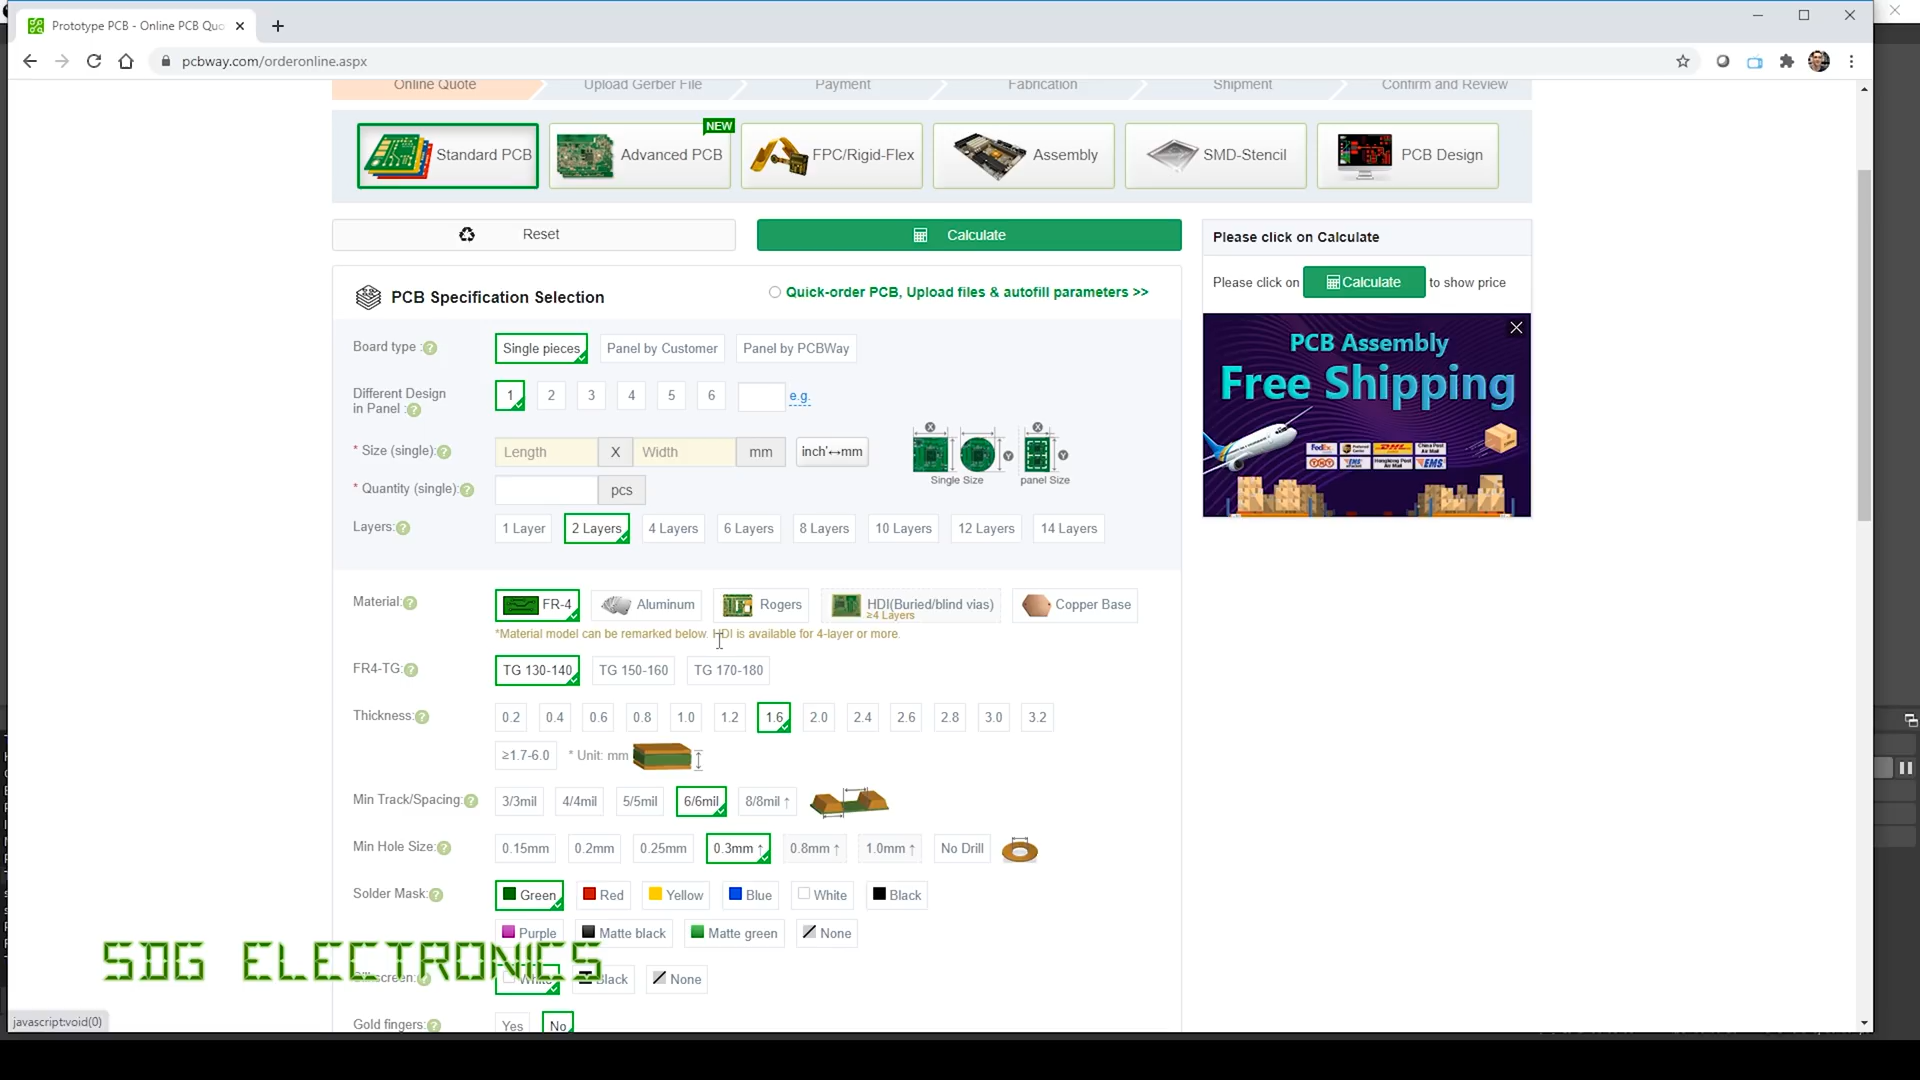 Prototype PCB - Online PCB Quo
pcbway.com/orderonline.aspx
Online Quote
Upload Gerber File
Payment
Fabrication
Shipment
Confirm and Review
Standard PCB
NEW
Advanced PCB
FPC/Rigid-Flex
Assembly
SMD-Stencil
PCB Design
Reset
Calculate
Please click on Calculate
Please click on Calculate to show price
PCB Assembly
Free Shipping
FedEx
DHL
TNT
EMS
PCB Specification Selection
Quick-order PCB, Upload files & autofill parameters >>
Board type : Single pieces Panel by Customer Panel by PCBWay
Different Design
in Panel : 1 2 3 4 5 6 e.g.
* Size (single): Length X Width mm inch'↔mm
X X
Y Y
Single Size panel Size
* Quantity (single): pcs
Layers: 1 Layer 2 Layers 4 Layers 6 Layers 8 Layers 10 Layers 12 Layers 14 Layers
Material: FR-4 Aluminum Rogers HDI(Buried/blind vias) Copper Base
≥4 Layers
*Material model can be remarked below. HDI is available for 4-layer or more.
FR4-TG: TG 130-140 TG 150-160 TG 170-180
Thickness: 0.2 0.4 0.6 0.8 1.0 1.2 1.6 2.0 2.4 2.6 2.8 3.0 3.2
≥1.7-6.0 * Unit: mm
Min Track/Spacing: 3/3mil 4/4mil 5/5mil 6/6mil 8/8mil ↑
Min Hole Size: 0.15mm 0.2mm 0.25mm 0.3mm ↑ 0.8mm ↑ 1.0mm ↑ No Drill
Solder Mask: Green Red Yellow Blue White Black
Purple Matte black Matte green None
SDG ELECTRONICS
White Black None
Gold fingers: Yes No
javascript:void(0)